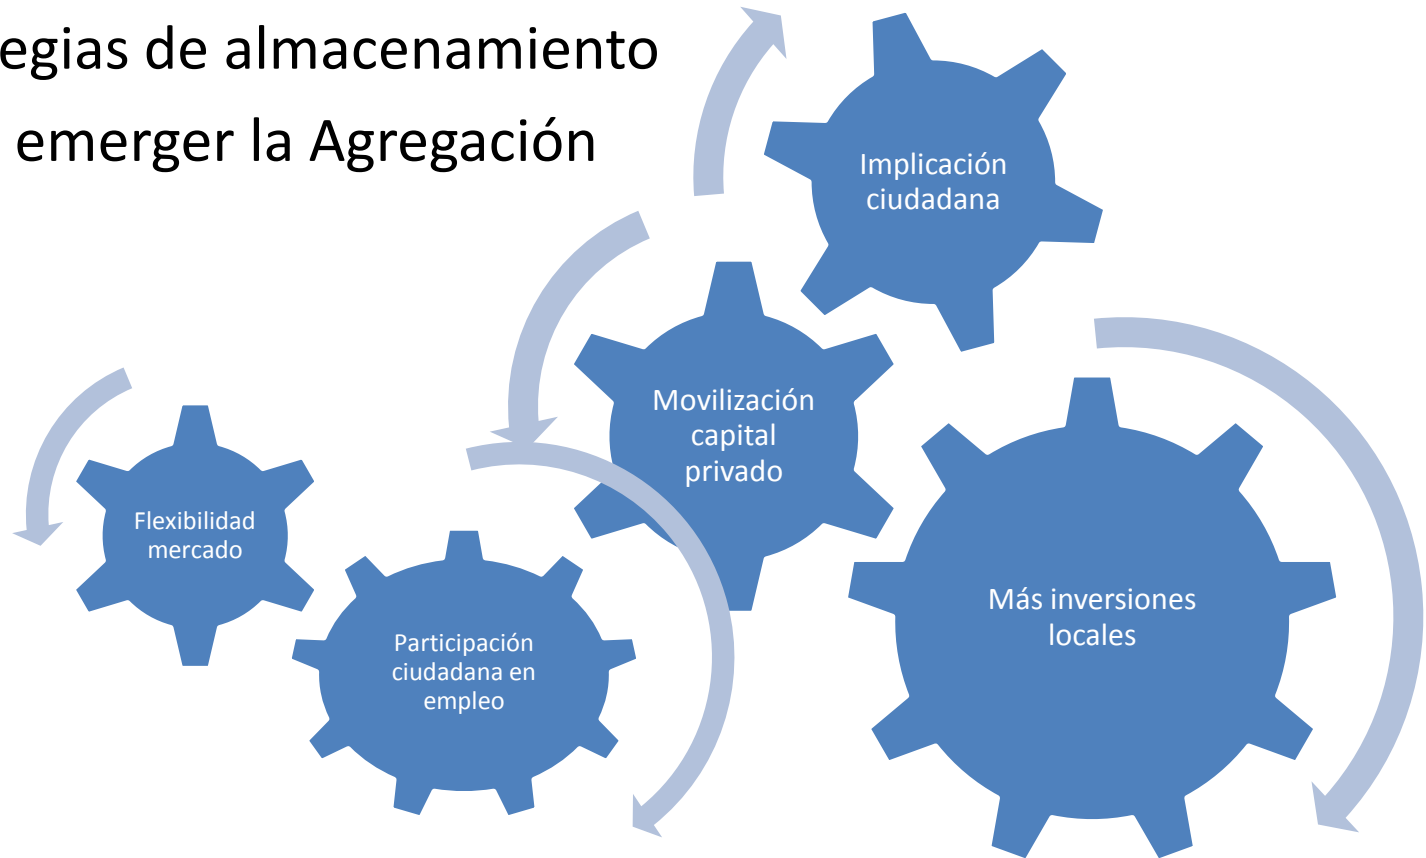 egias de almacenamiento
emerger la Agregación
Implicación
ciudadana
Movilización
capital
privado
Flexibilidad
mercado
Participación
ciudadana en
empleo
Más inversiones
locales